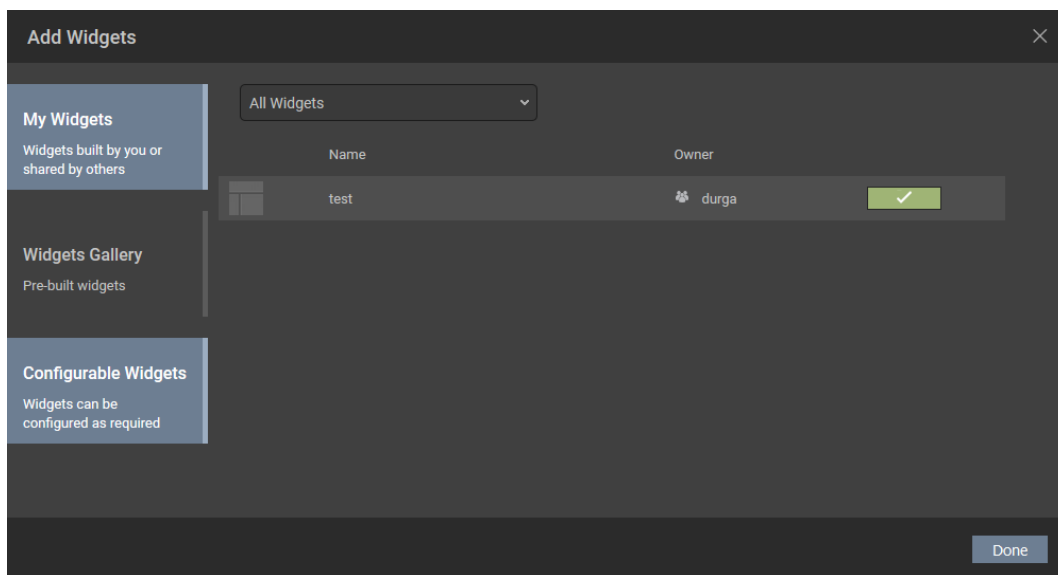 Add Widgets
My Widgets
Widgets built by you or
shared by others
Widgets Gallery
Pre-built widgets
Configurable Widgets
Widgets can be
configured as required
All Widgets
Name Owner
test durga
Done